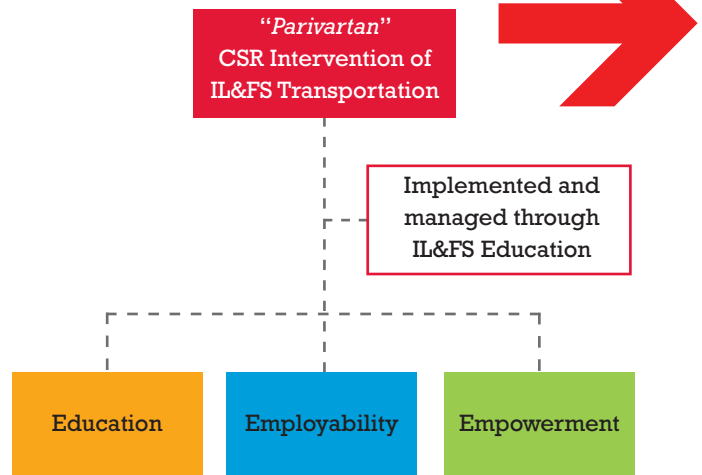 “Parivartan”
CSR Intervention of
IL&FS Transportation
Implemented and
managed through
IL&FS Education
Education
Employability
Empowerment